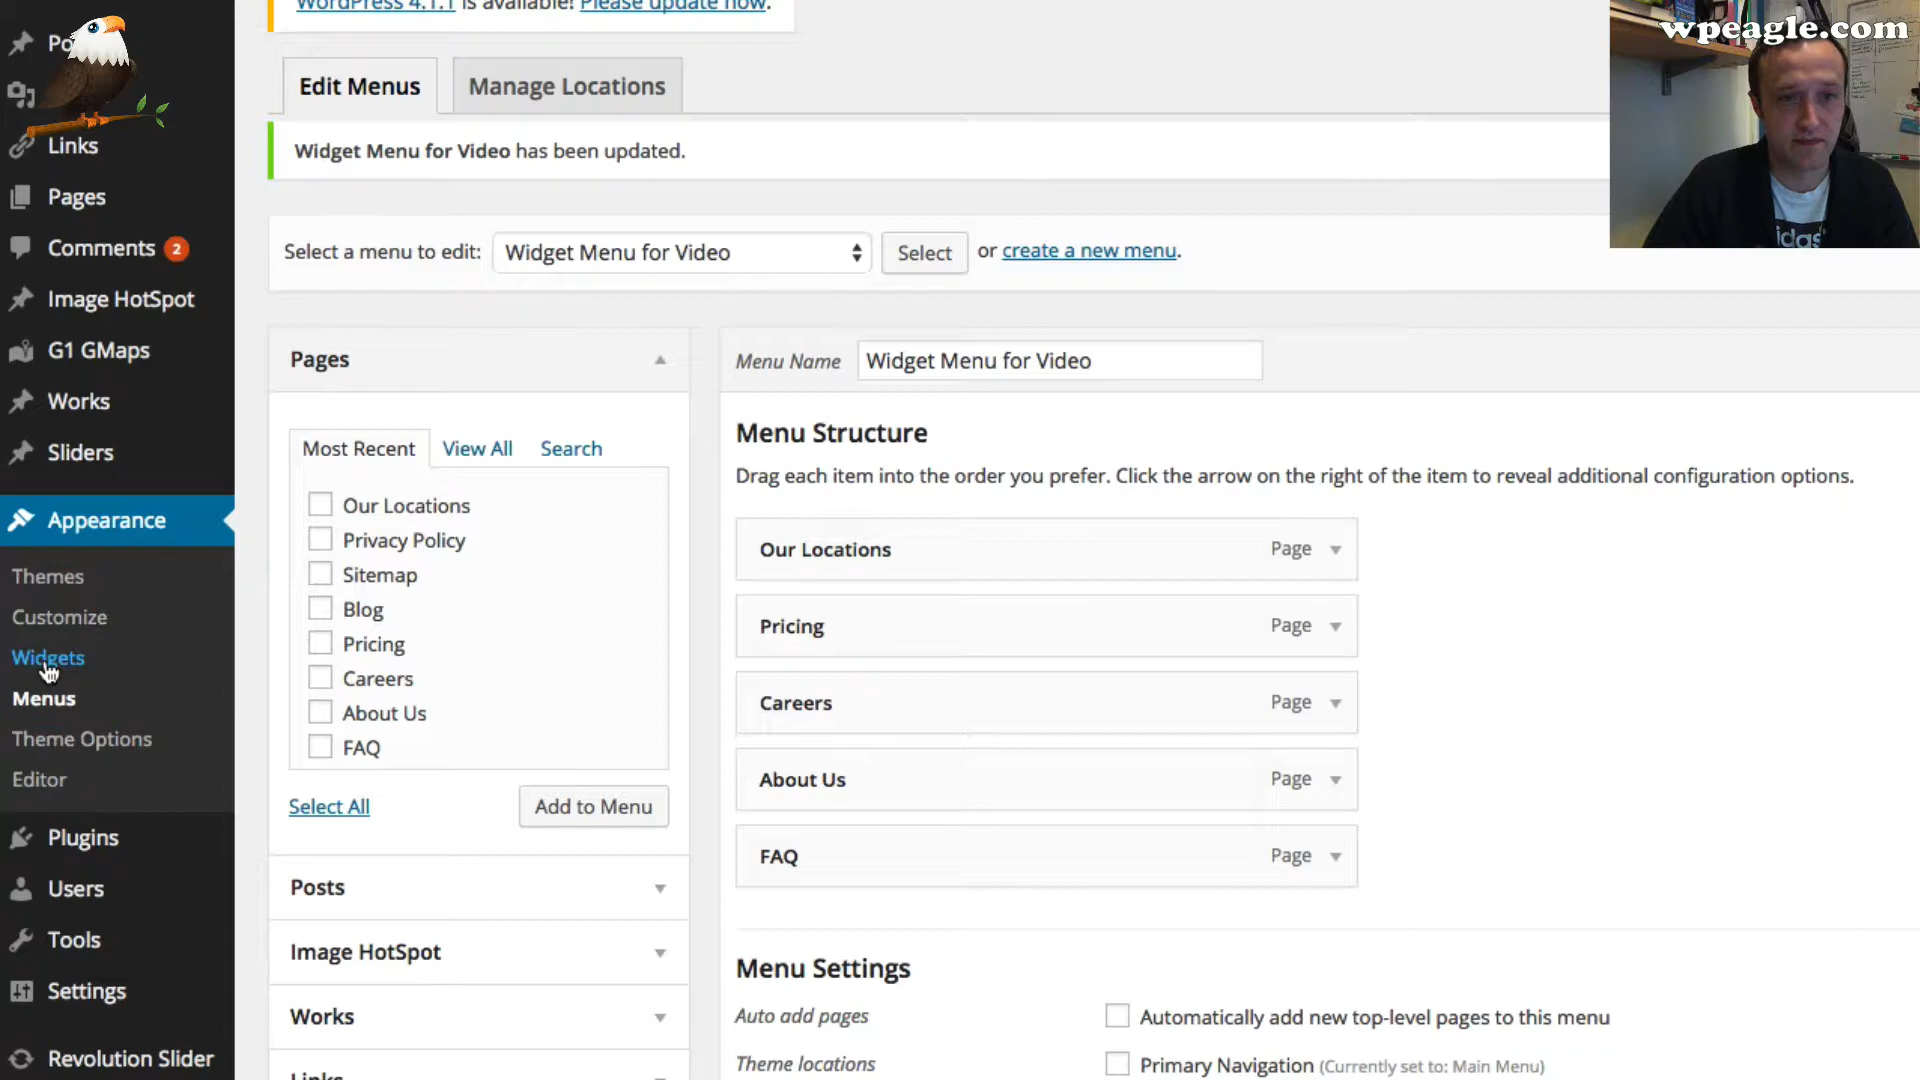 WordPress 4.1.1 is available! Please update now.
wpeagle.com
Links
Pages
Comments 2
Image HotSpot
G1 GMaps
Works
Sliders
Appearance
Themes
Customize
Widgets
Menus
Theme Options
Editor
Plugins
Users
Tools
Settings
Revolution Slider
Edit Menus
Manage Locations
Widget Menu for Video has been updated.
Select a menu to edit: Widget Menu for Video Select or create a new menu.
Pages
Most Recent View All Search
Our Locations
Privacy Policy
Sitemap
Blog
Pricing
Careers
About Us
FAQ
Select All Add to Menu
Posts
Image HotSpot
Works
Links
Menu Name Widget Menu for Video
Menu Structure
Drag each item into the order you prefer. Click the arrow on the right of the item to reveal additional configuration options.
Our Locations Page
Pricing Page
Careers Page
About Us Page
FAQ Page
Menu Settings
Auto add pages Automatically add new top-level pages to this menu
Theme locations Primary Navigation (Currently set to: Main Menu)